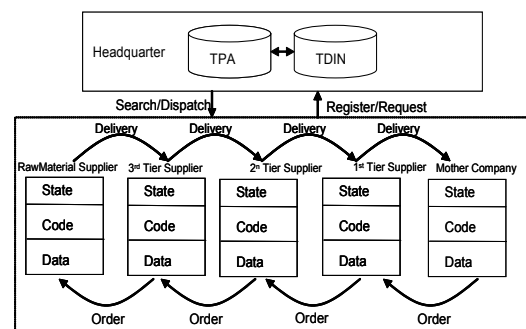 Headquarter
TPA
TDIN
Search/Dispatch
Register/Request
Delivery Delivery Delivery Delivery
RawMaterial Supplier 3rd Tier Supplier 2n Tier Supplier 1st Tier Supplier Mother Company
State State State State State
Code Code Code Code Code
Data Data Data Data Data
Order Order Order Order